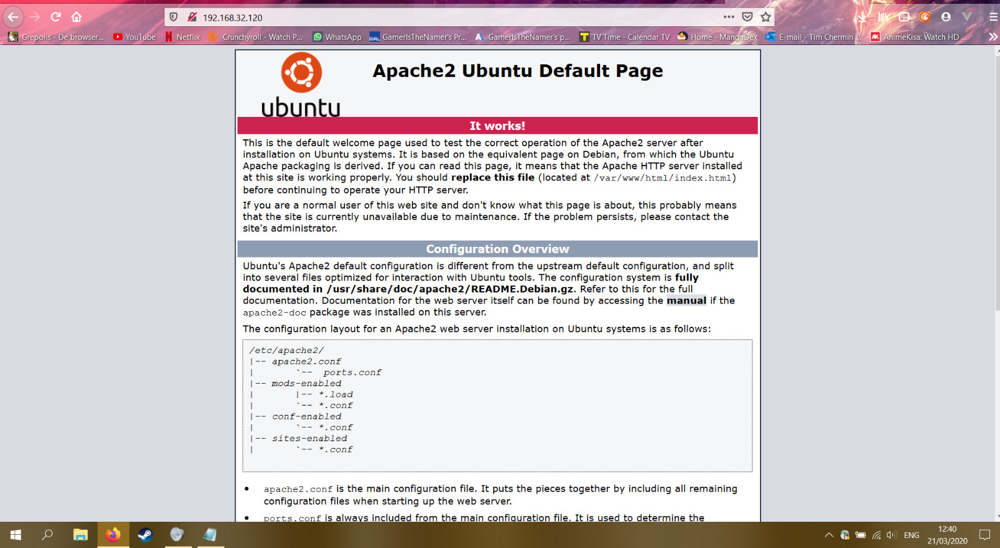 192.168.32.120
Grepolis - De browser...
YouTube
Netflix
Crunchyroll - Watch P...
WhatsApp
MAL
GamerIsTheNamer's Pr...
A
GamerIsTheNamer's p...
TV Time - Calendar TV
Home - MangaDex
E-mail - Tim Chermin ...
AnimeKisa: Watch HD ...
ubuntu
Apache2 Ubuntu Default Page
It works!
This is the default welcome page used to test the correct operation of the Apache2 server after
installation on Ubuntu systems. It is based on the equivalent page on Debian, from which the Ubuntu
Apache packaging is derived. If you can read this page, it means that the Apache HTTP server installed
at this site is working properly. You should replace this file (located at /var/www/html/index.html)
before continuing to operate your HTTP server.
If you are a normal user of this web site and don't know what this page is about, this probably means
that the site is currently unavailable due to maintenance. If the problem persists, please contact the
site's administrator.
Configuration Overview
Ubuntu's Apache2 default configuration is different from the upstream default configuration, and split
into several files optimized for interaction with Ubuntu tools. The configuration system is fully
documented in /usr/share/doc/apache2/README.Debian.gz. Refer to this for the full
documentation. Documentation for the web server itself can be found by accessing the manual if the
apache2-doc package was installed on this server.
The configuration layout for an Apache2 web server installation on Ubuntu systems is as follows:
/etc/apache2/
|-- apache2.conf
|       `--  ports.conf
|-- mods-enabled
|       |-- *.load
|       `-- *.conf
|-- conf-enabled
|       `-- *.conf
|-- sites-enabled
|       `-- *.conf
• apache2.conf is the main configuration file. It puts the pieces together by including all remaining
configuration files when starting up the web server.
• ports.conf is always included from the main configuration file. It is used to determine the
ENG
12:40
21/03/2020